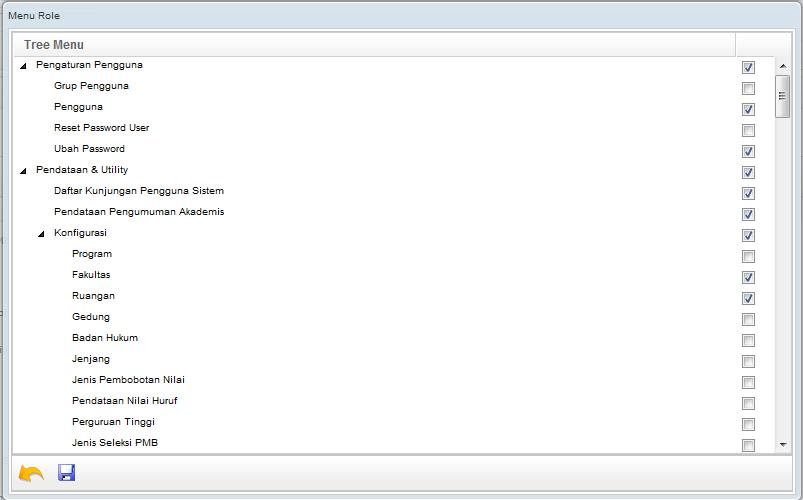 Menu Role
Tree Menu
Pengaturan Pengguna
Grup Pengguna
Pengguna
Reset Password User
Ubah Password
Pendataan & Utility
Daftar Kunjungan Pengguna Sistem
Pendataan Pengumuman Akademis
Konfigurasi
Program
Fakultas
Ruangan
Gedung
Badan Hukum
Jenjang
Jenis Pembobotan Nilai
Pendataan Nilai Huruf
Perguruan Tinggi
Jenis Seleksi PMB